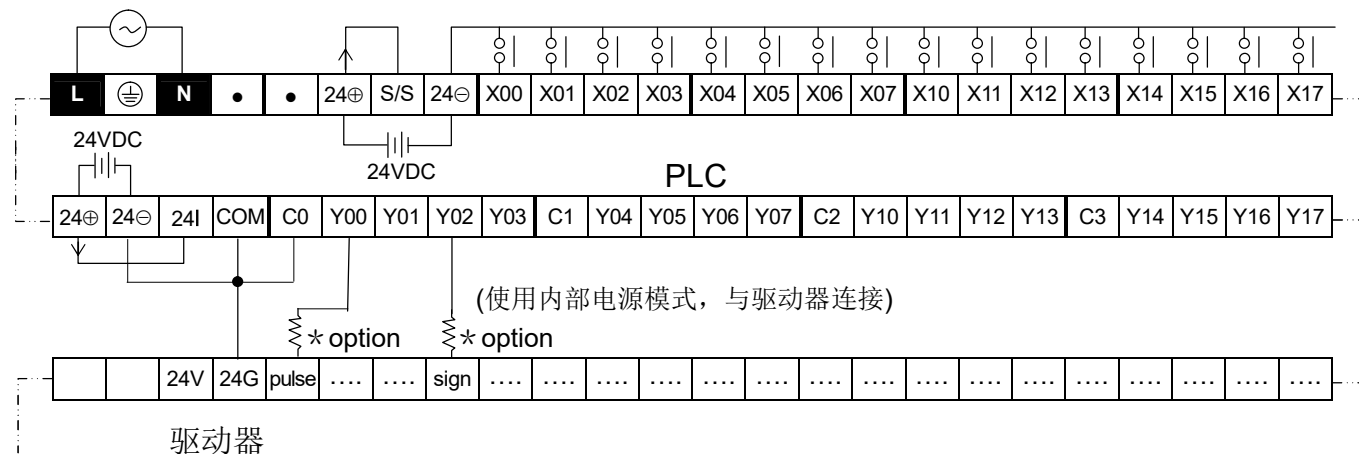 L N ● ● 24⊕ S/S 24⊖ X00 X01 X02 X03 X04 X05 X06 X07 X10 X11 X12 X13 X14 X15 X16 X17
24VDC
24VDC
PLC
24⊕ 24⊖ 24I COM C0 Y00 Y01 Y02 Y03 C1 Y04 Y05 Y06 Y07 C2 Y10 Y11 Y12 Y13 C3 Y14 Y15 Y16 Y17
(使用内部电源模式，与驱动器连接)
＊option ＊option
24V 24G pulse .... .... sign .... .... .... .... .... .... .... .... .... .... .... .... .... .... .... ....
驱动器